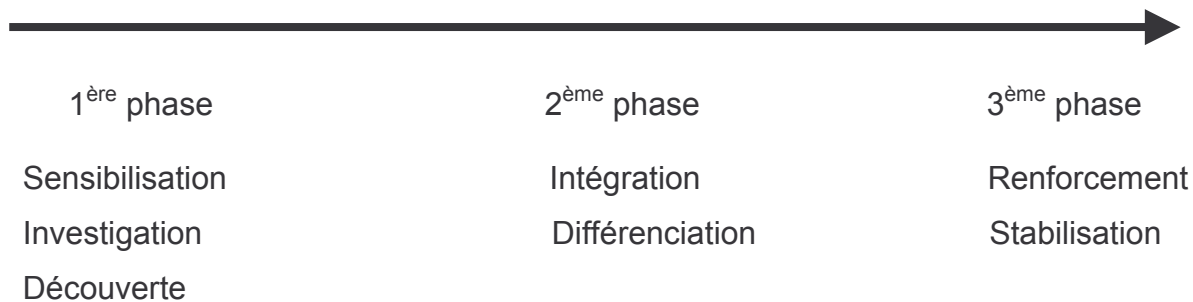 1ère phase 2ème phase 3ème phase
Sensibilisation Intégration Renforcement
Investigation Différenciation Stabilisation
Découverte